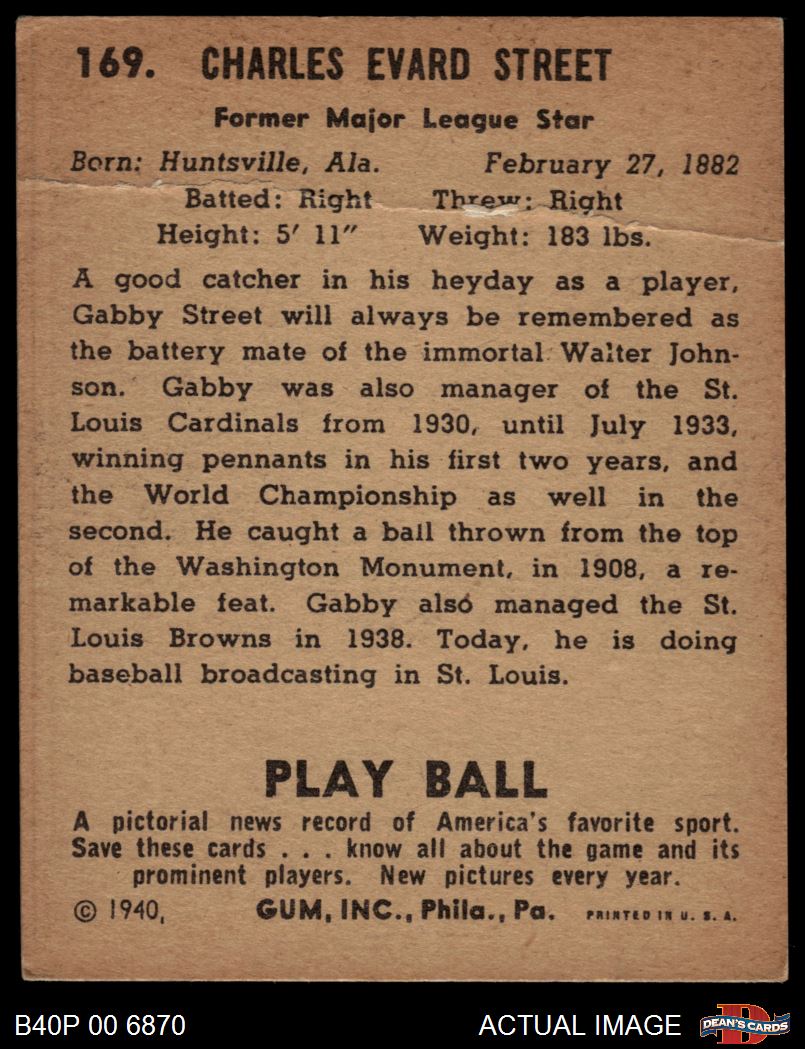 169. CHARLES EVARD STREET
Former Major League Star
Born: Huntsville, Ala. February 27, 1882
Batted: Right Threw: Right
Height: 5' 11" Weight: 183 lbs.
A good catcher in his heyday as a player,
Gabby Street will always be remembered as
the battery mate of the immortal Walter John-
son. Gabby was also manager of the St.
Louis Cardinals from 1930, until July 1933,
winning pennants in his first two years, and
the World Championship as well in the
second. He caught a ball thrown from the top
of the Washington Monument, in 1908, a re-
markable feat. Gabby also managed the St.
Louis Browns in 1938. Today, he is doing
baseball broadcasting in St. Louis.
PLAY BALL
A pictorial news record of America's favorite sport.
Save these cards . . . know all about the game and its
prominent players. New pictures every year.
© 1940, GUM, INC., Phila., Pa. PRINTED IN U. S. A.
B40P 00 6870 ACTUAL IMAGE DEAN'S CARDS